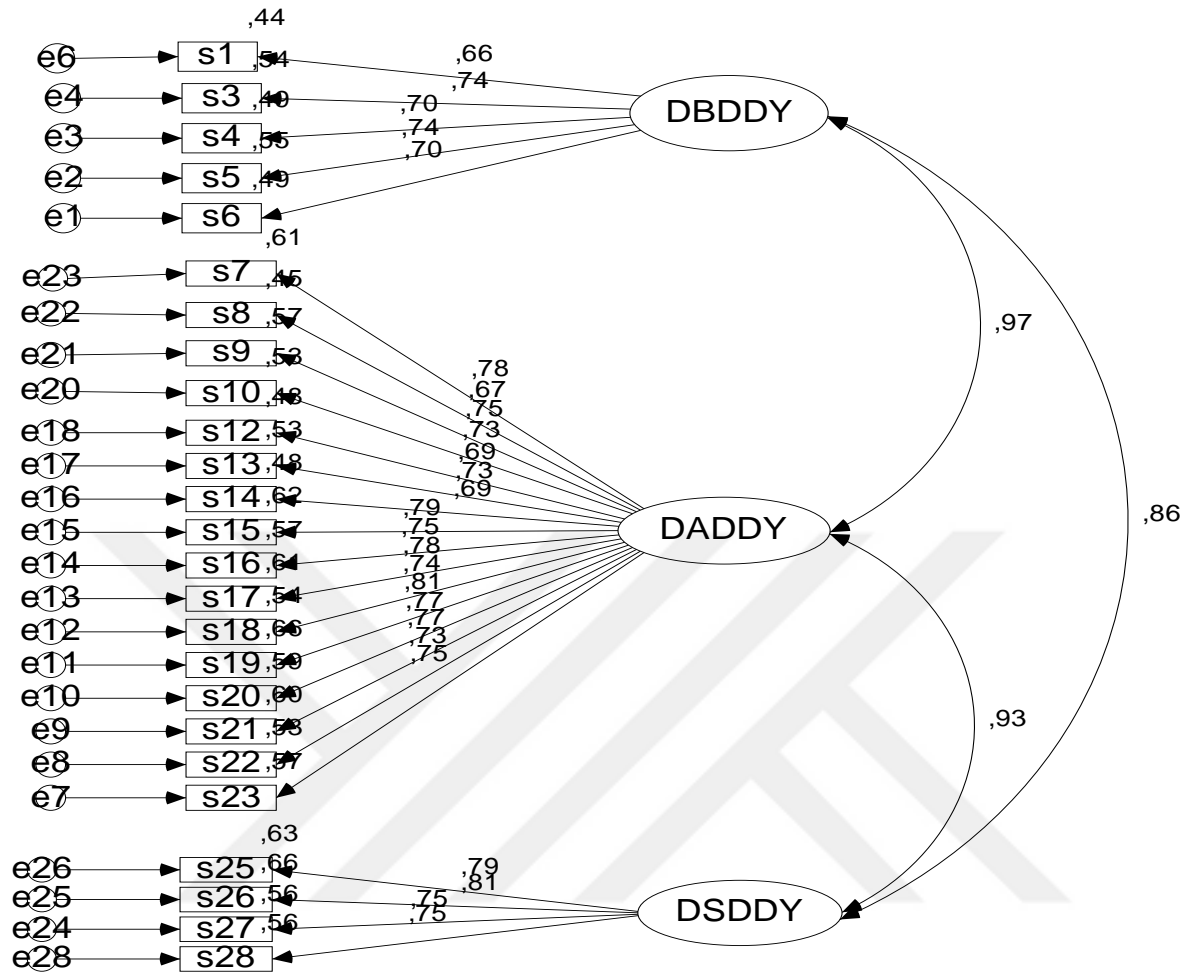 ,44
e6 s1 ,66
,54 ,74
e4 s3 DBDDY
,49 ,70
e3 s4 ,74
,55 ,70
e2 s5 ,49
e1 s6
,61
e23 s7 ,45
e22 s8 ,57
,97
e21 s9 ,53
,78
e20 s10 ,48 ,67
,75
e18 s12 ,53 ,73
,69
e17 s13 ,48 ,73
,69
e16 s14 ,62
,79
e15 s15 ,57 ,75 DADDY ,86
,78
e14 s16 ,61 ,74
e13 s17 ,54 ,81
,77
e12 s18 ,66 ,77
,73
e11 s19 ,59 ,75
e10 s20 ,60
,93
e9 s21 ,53
e8 s22 ,57
e7 s23
,63
e26 s25 ,66 ,79
,81
e25 s26 ,56 ,75
e24 s27 ,56 ,75 DSDDY
e28 s28